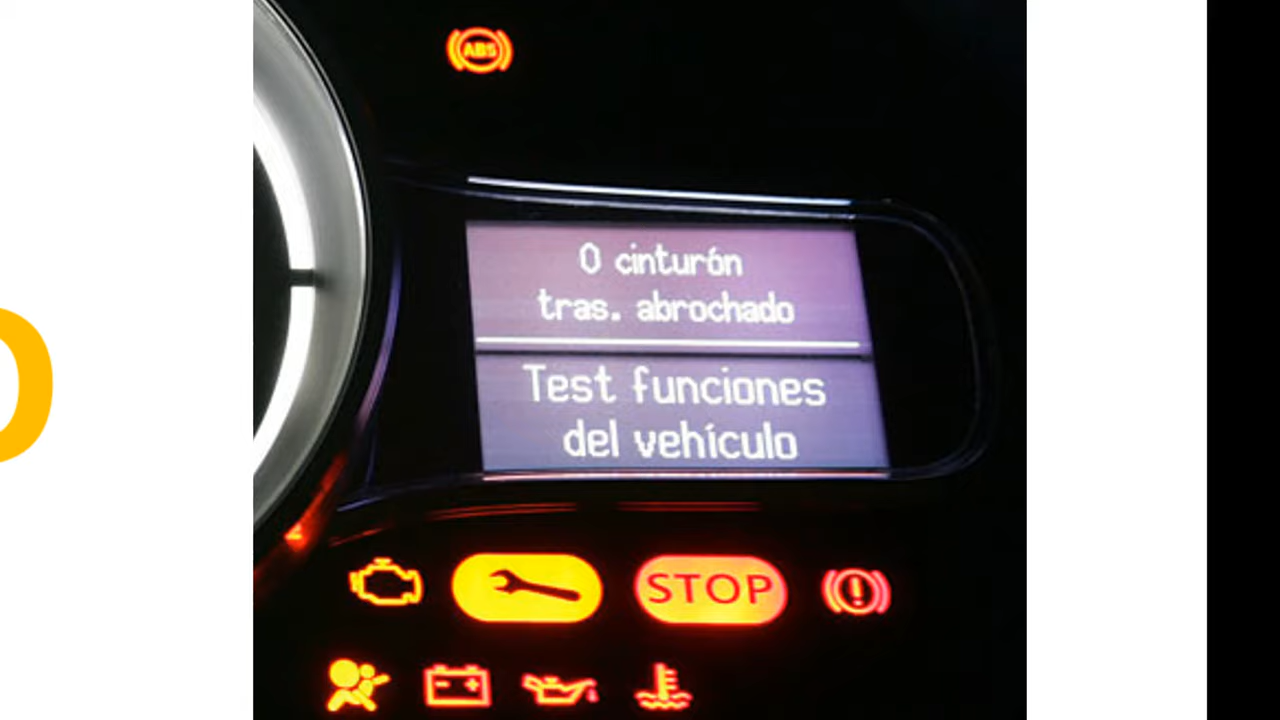 ABS
0 cinturón
tras. abrochado
Test funciones
del vehículo
STOP